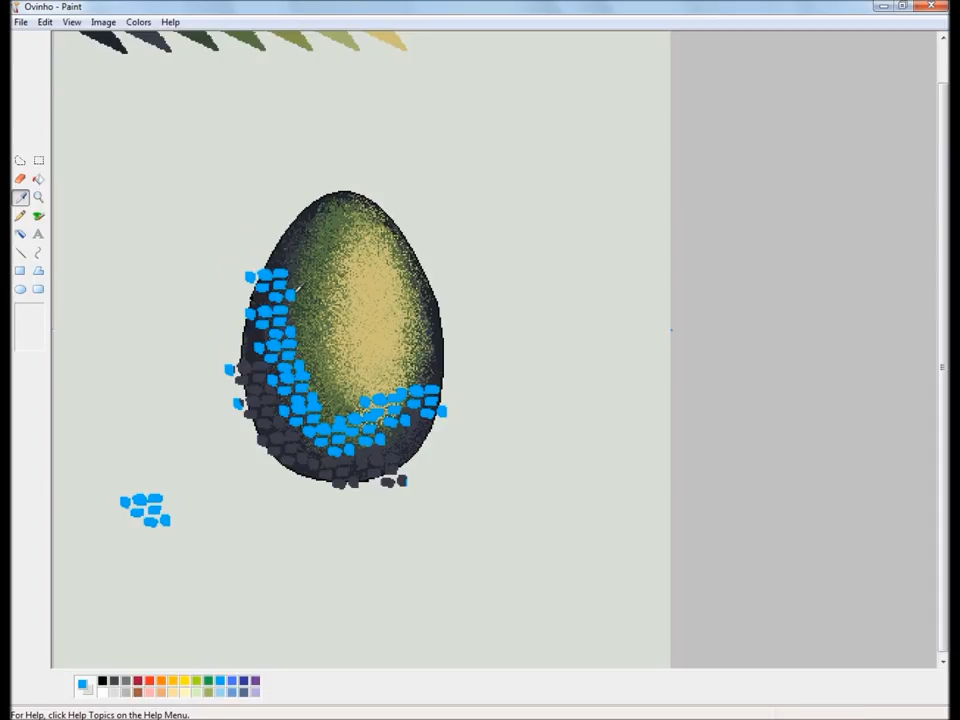 Ovinho - Paint
File Edit View Image Colors Help
For Help, click Help Topics on the Help Menu.